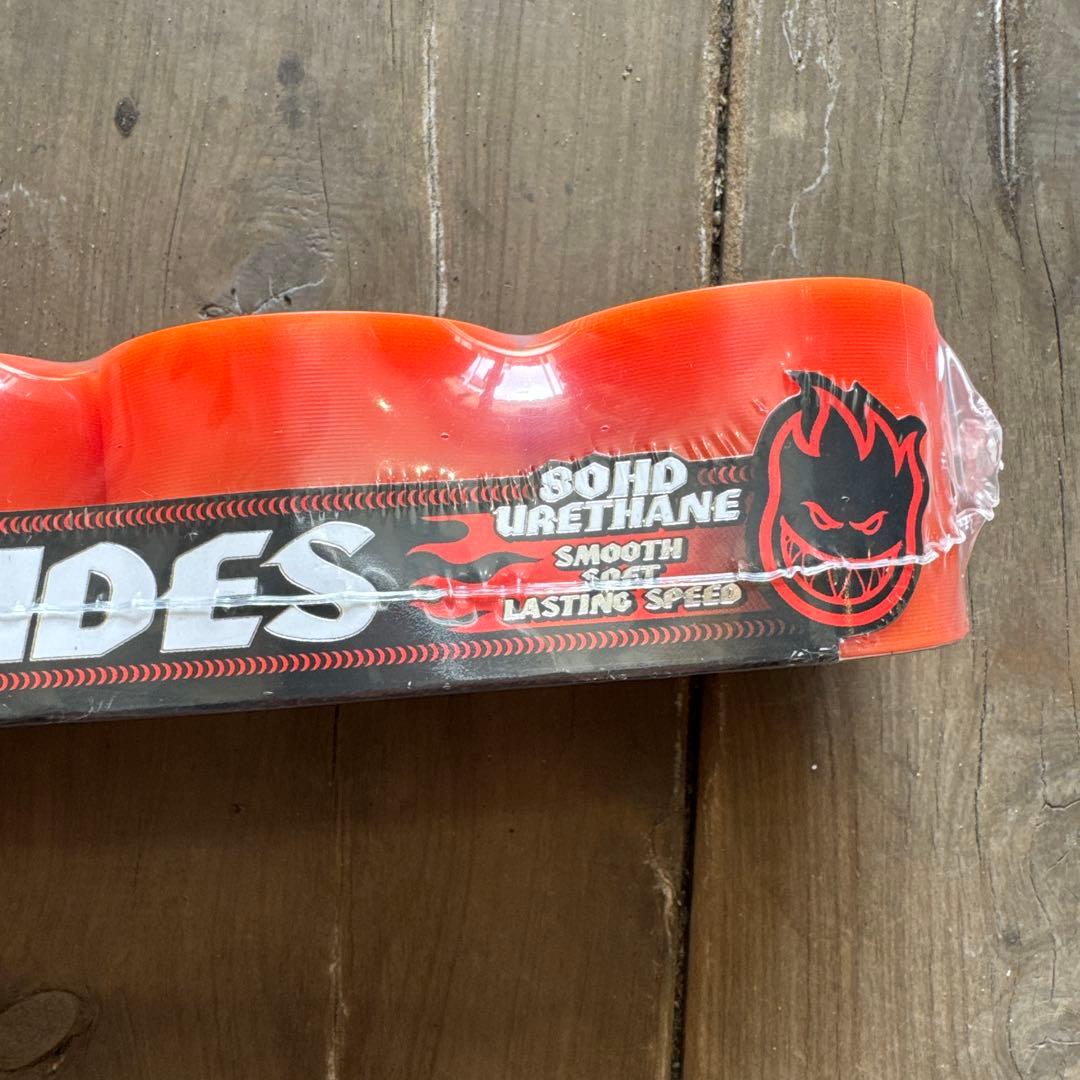 IDES
80HD
URETHANE
SMOOTH
SOFT
LASTING SPEED